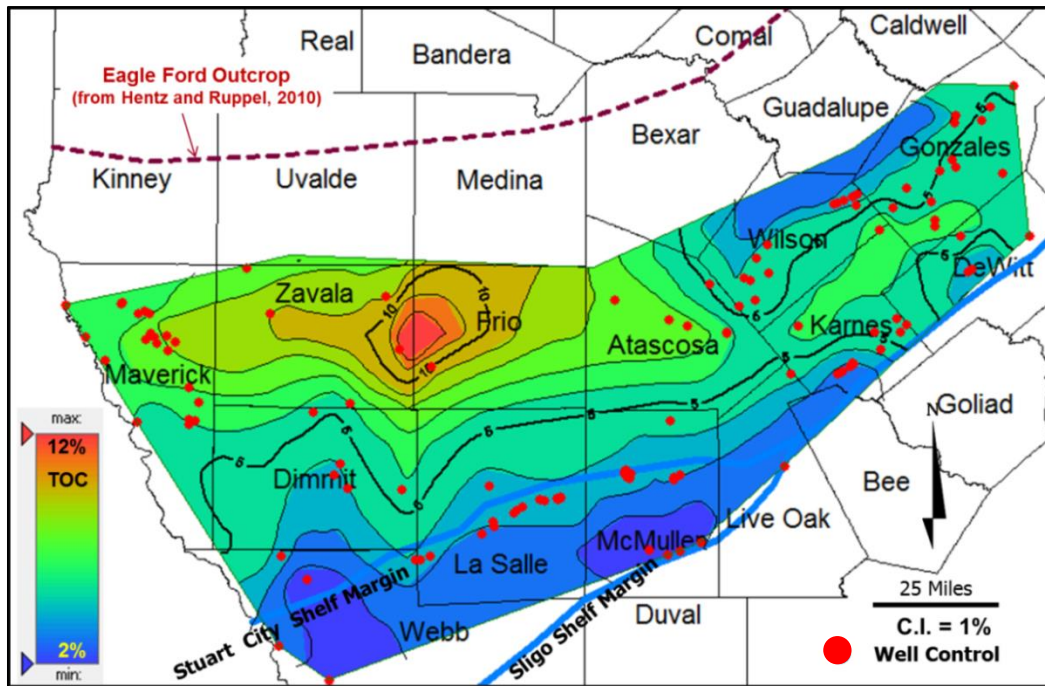 Real
Bandera
Comal
Caldwell
Eagle Ford Outcrop
(from Hentz and Ruppel, 2010)
Guadalupe
Bexar
Gonzales
Kinney
Uvalde
Medina
5
Wilson
5
DeWitt
Zavala
10
Frio
10
10
5
Karnes
5
Atascosa
Maverick
Goliad
N
max:
12%
TOC
2%
min:
5
5
5
5
Dimmit
Bee
Live Oak
McMullen
La Salle
25 Miles
C.I. = 1%
Well Control
Duval
Webb
Stuart City Shelf Margin
Sligo Shelf Margin